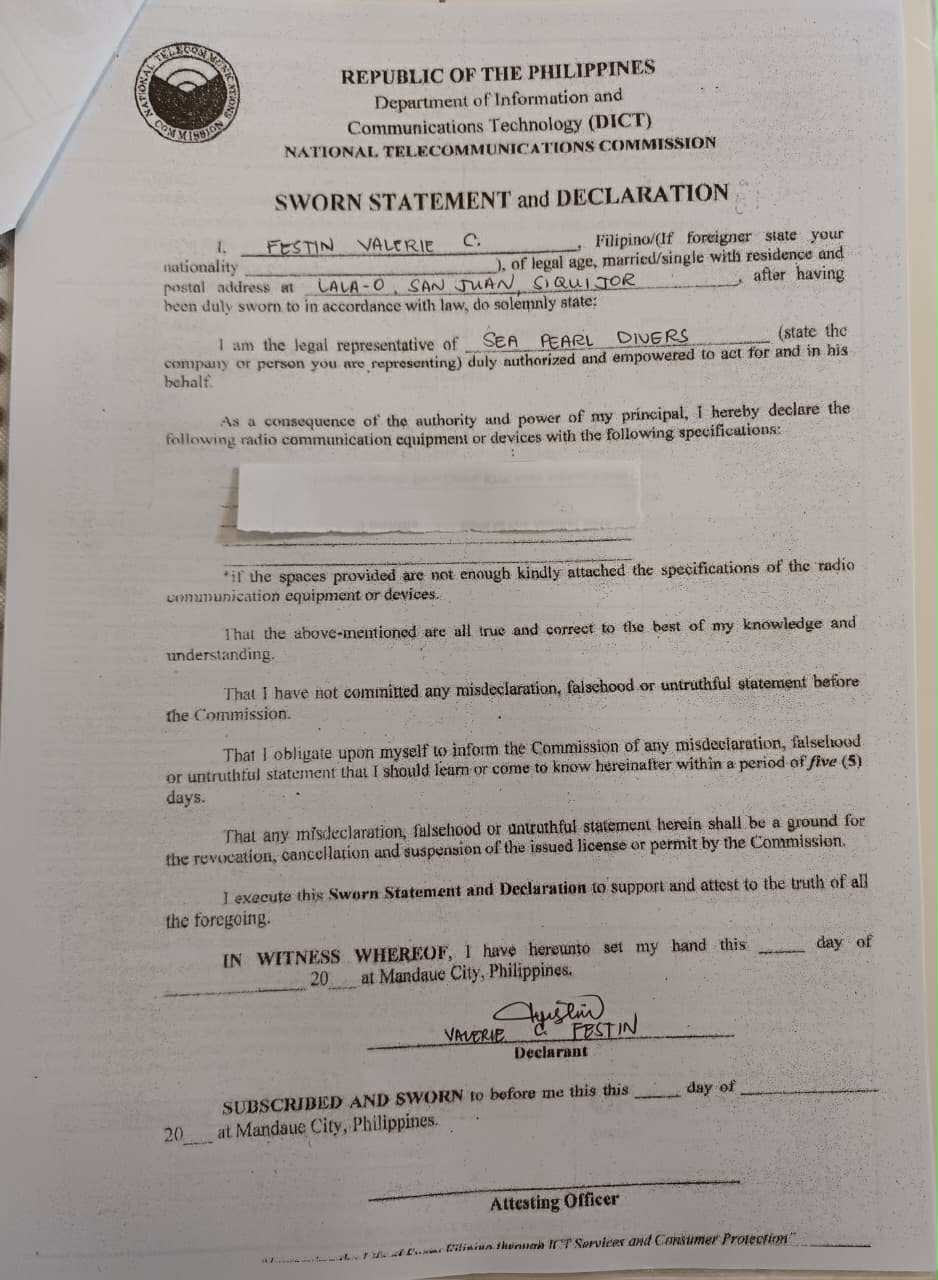 NATIONAL TELECOMMUNICATIONS COMMISSION
REPUBLIC OF THE PHILIPPINES
Department of Information and
Communications Technology (DICT)
NATIONAL TELECOMMUNICATIONS COMMISSION
SWORN STATEMENT and DECLARATION
I, FESTIN VALERIE C. , Filipino/(If foreigner state your
nationality ), of legal age, married/single with residence and
postal address at LALA-O, SAN JUAN, SIQUIJOR , after having
been duly sworn to in accordance with law, do solemnly state:
I am the legal representative of SEA PEARL DIVERS (state the
company or person you are representing) duly authorized and empowered to act for and in his
behalf.
As a consequence of the authority and power of my principal, I hereby declare the
following radio communication equipment or devices with the following specifications:
*if the spaces provided are not enough kindly attached the specifications of the radio
communication equipment or devices.
That the above-mentioned are all true and correct to the best of my knowledge and
understanding.
That I have not committed any misdeclaration, falsehood or untruthful statement before
the Commission.
That I obligate upon myself to inform the Commission of any misdeclaration, falsehood
or untruthful statement that I should learn or come to know hereinafter within a period of five (5)
days.
That any misdeclaration, falsehood or untruthful statement herein shall be a ground for
the revocation, cancellation and suspension of the issued license or permit by the Commission.
I execute this Sworn Statement and Declaration to support and attest to the truth of all
the foregoing.
IN WITNESS WHEREOF, I have hereunto set my hand this ____ day of
____ 20__ at Mandaue City, Philippines.
VALERIE C. FESTIN
Declarant
SUBSCRIBED AND SWORN to before me this this ____ day of ____
20__ at Mandaue City, Philippines.
Attesting Officer
Filipino through ICT Services and Consumer Protection"